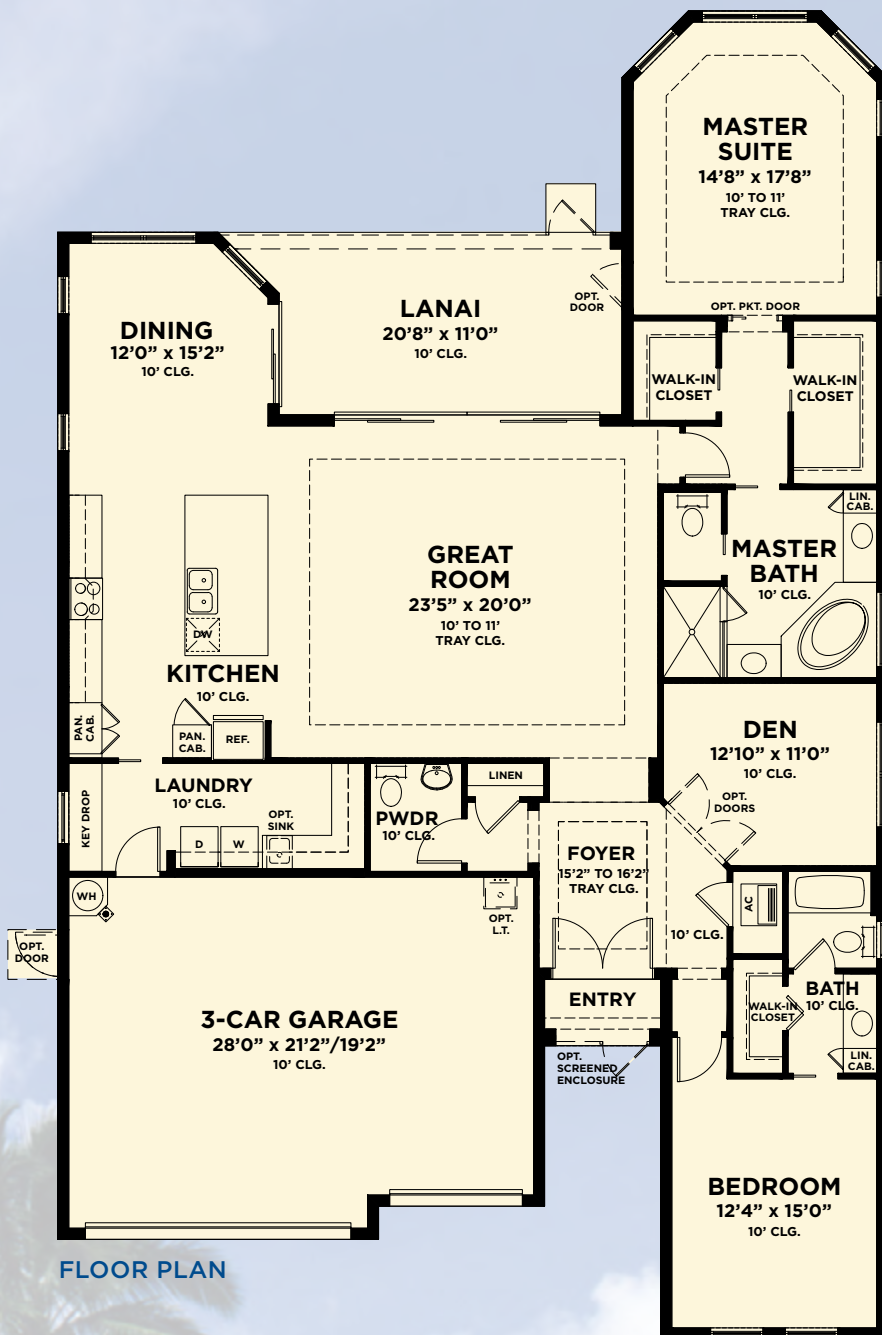 MASTER
SUITE
14’8” x 17’8”
10’ TO 11’
TRAY CLG.
OPT. PKT. DOOR
OPT.
DOOR
LANAI
20’8” x 11’0”
10’ CLG.
DINING
12’0” x 15’2”
10’ CLG.
WALK-IN
CLOSET
WALK-IN
CLOSET
LIN.
CAB.
MASTER
BATH
10’ CLG.
GREAT
ROOM
23’5” x 20’0”
10’ TO 11’
TRAY CLG.
DW
KITCHEN
10’ CLG.
PAN.
CAB.
PAN.
CAB.
REF.
DEN
12’10” x 11’0”
10’ CLG.
OPT.
DOORS
LAUNDRY
10’ CLG.
KEY DROP
D
W
OPT.
SINK
PWDR
10’ CLG.
LINEN
FOYER
15’2” TO 16’2”
TRAY CLG.
10’ CLG.
AC
WH
OPT.
L.T.
OPT.
DOOR
BATH
10’ CLG.
WALK-IN
CLOSET
LIN.
CAB.
ENTRY
OPT.
SCREENED
ENCLOSURE
3-CAR GARAGE
28’0” x 21’2”/19’2”
10’ CLG.
BEDROOM
12’4” x 15’0”
10’ CLG.
FLOOR PLAN